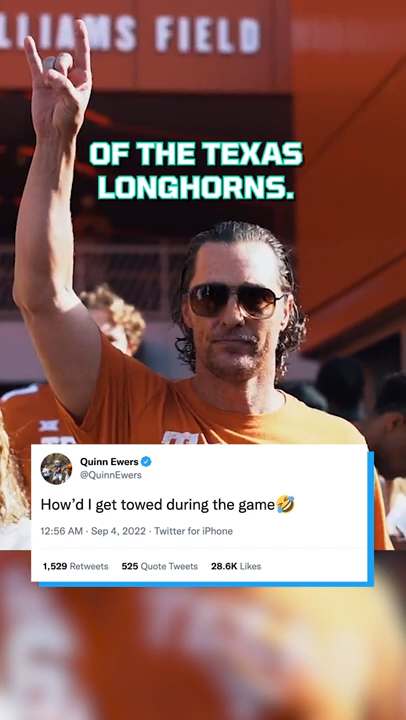 LLIAMS FIELD
OF THE TEXAS
LONGHORNS.
Quinn Ewers
@QuinnEwers
How’d I get towed during the game🤣
12:56 AM · Sep 4, 2022 · Twitter for iPhone
1,529 Retweets 525 Quote Tweets 28.6K Likes